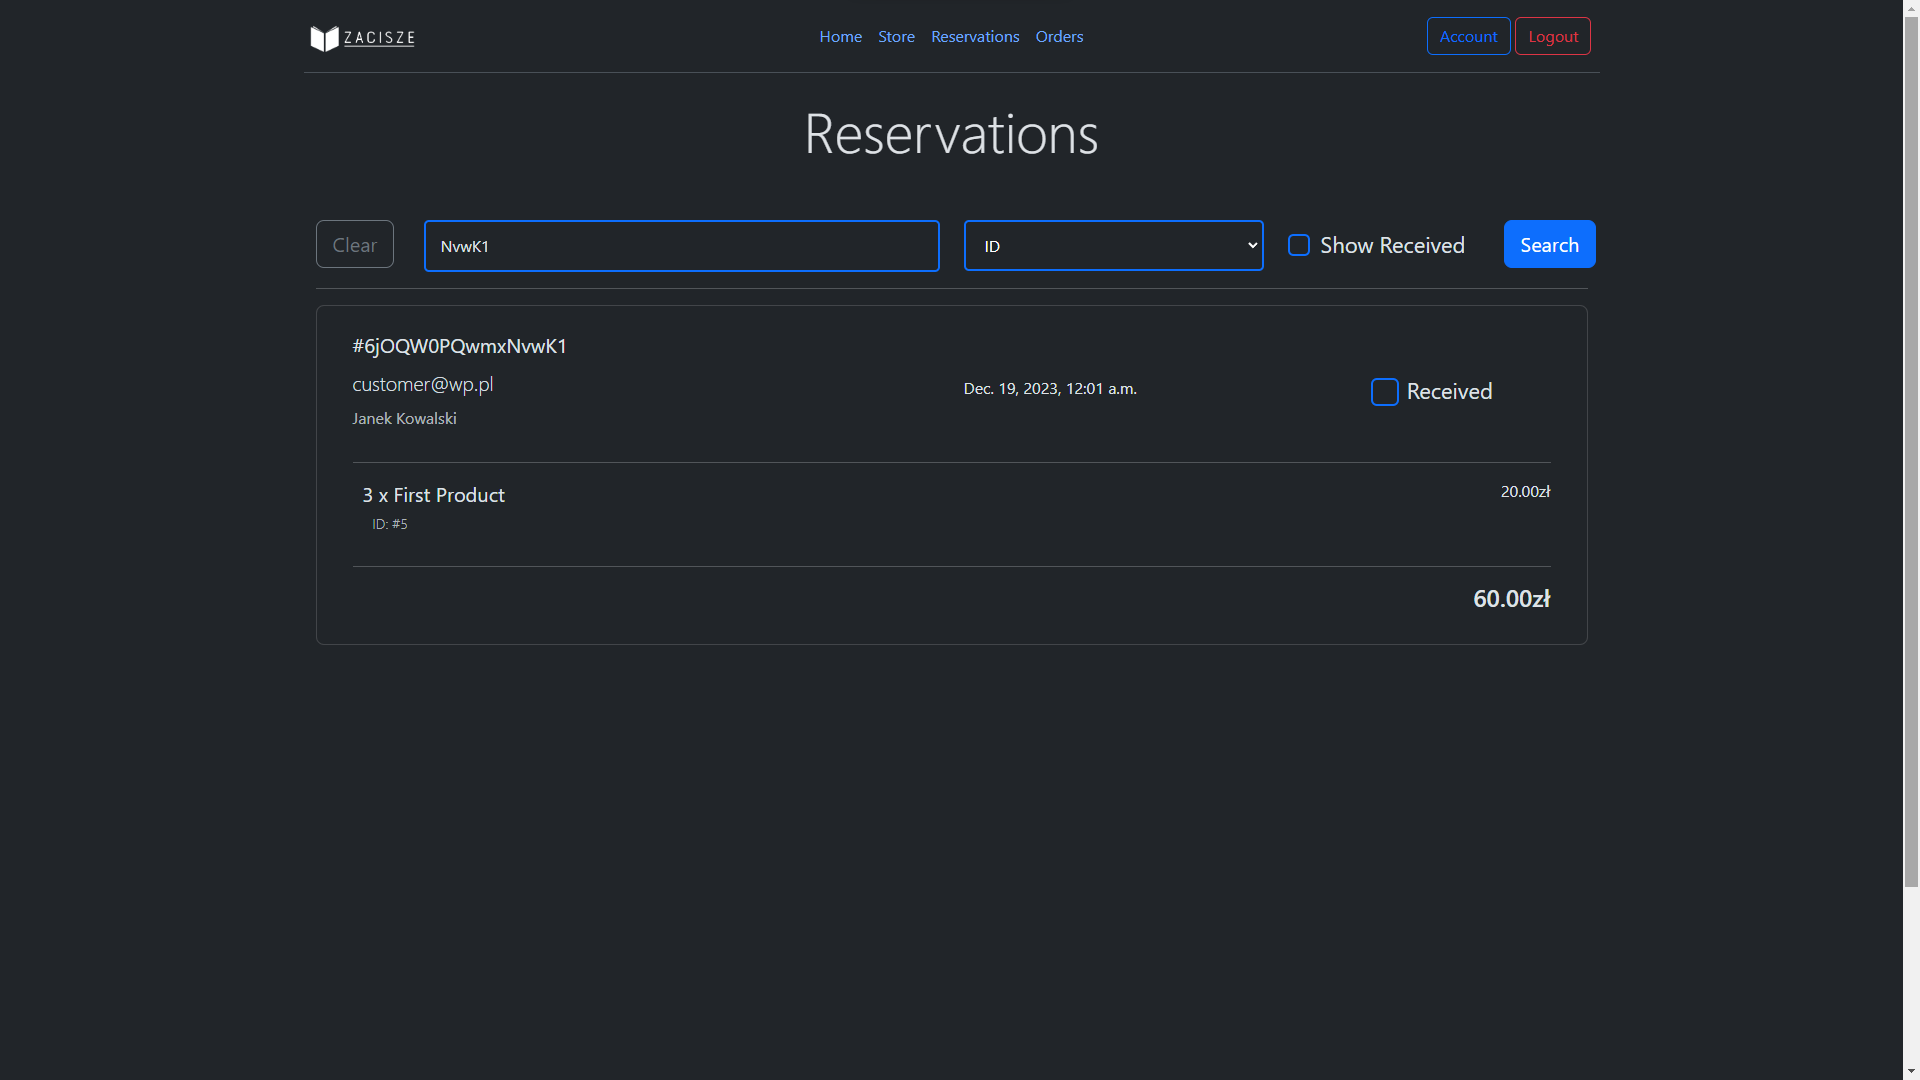 ZACISZE
Home Store Reservations Orders
Account Logout
Reservations
Clear NvwK1 ID Show Received Search
#6jOQW0PQwmxNvwK1
customer@wp.pl
Janek Kowalski
Dec. 19, 2023, 12:01 a.m.
Received
3 x First Product 20.00zł
ID: #5
60.00zł